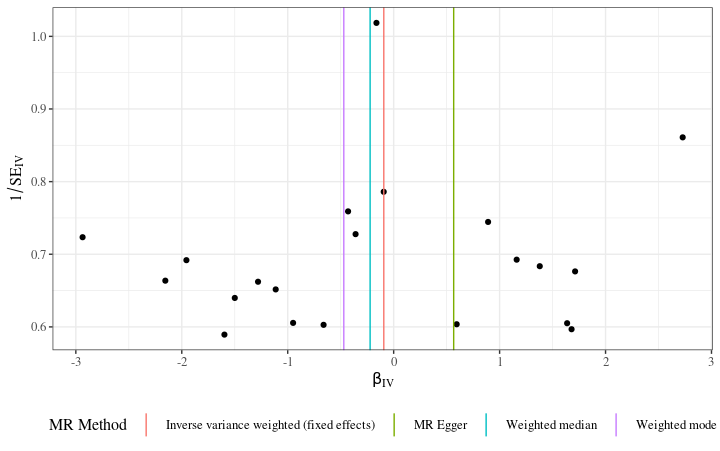 1.0
0.9
0.8
0.7
0.6
1/SE_IV
-3 -2 -1 0 1 2 3
β_IV
MR Method Inverse variance weighted (fixed effects) MR Egger Weighted median Weighted mode